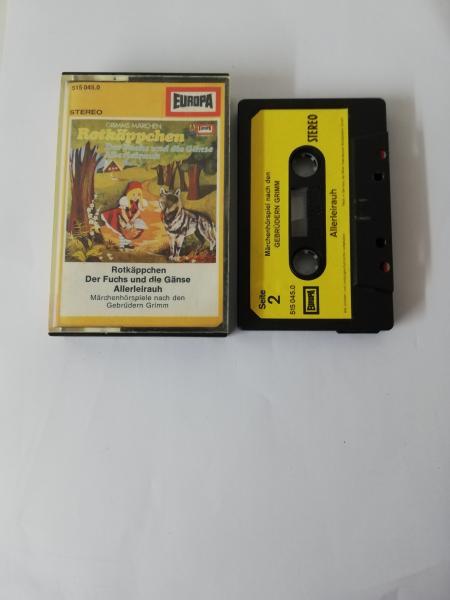 515 045.0
EUROPA
STEREO
GRIMMS MÄRCHEN
Rotkäppchen
Der Fuchs und die Gänse
Allerleirauh
EUROPA
Rotkäppchen
Der Fuchs und die Gänse
Allerleirauh
Märchenhörspiele nach den
Gebrüdern Grimm
STEREO
Märchenhörspiel nach den
GEBRÜDERN GRIMM
Allerleirauh
Seite
2
515 045.0
EUROPA